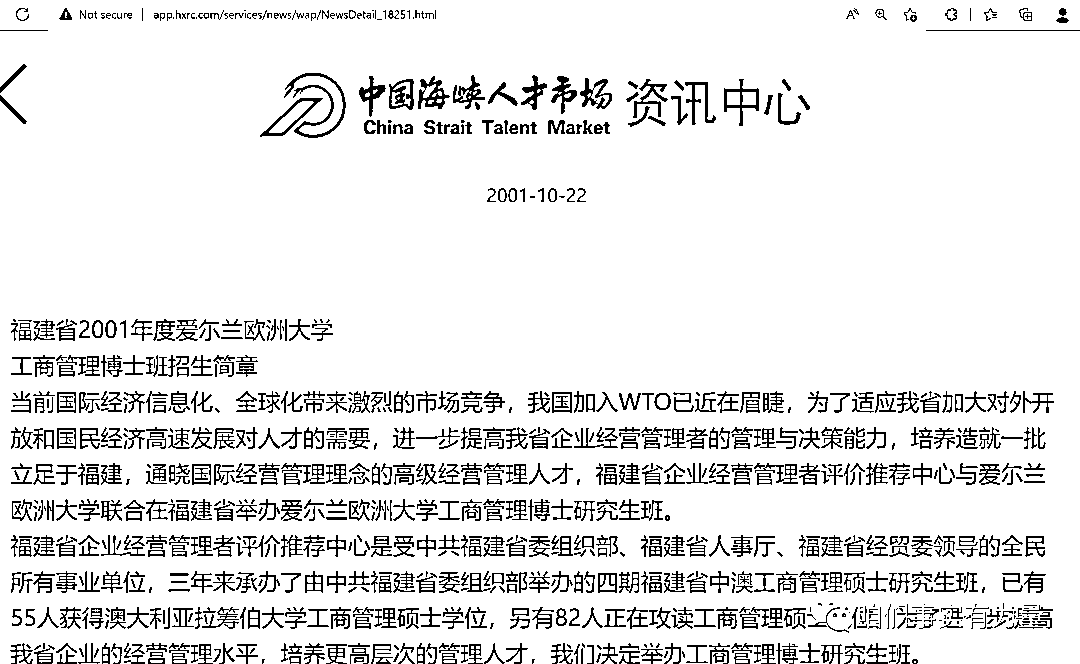 Not secure | app.hxrc.com/services/news/wap/NewsDetail_18251.html
中国海峡人才市场 资讯中心
China Strait Talent Market
2001-10-22
福建省2001年度爱尔兰欧洲大学
工商管理博士班招生简章
当前国际经济信息化、全球化带来激烈的市场竞争，我国加入WTO已近在眉睫，为了适应我省加大对外开
放和国民经济高速发展对人才的需要，进一步提高我省企业经营管理者的管理与决策能力，培养造就一批
立足于福建，通晓国际经营管理理念的高级经营管理人才，福建省企业经营管理者评价推荐中心与爱尔兰
欧洲大学联合在福建省举办爱尔兰欧洲大学工商管理博士研究生班。
福建省企业经营管理者评价推荐中心是受中共福建省委组织部、福建省人事厅、福建省经贸委领导的全民
所有事业单位，三年来承办了由中共福建省委组织部举办的四期福建省中澳工商管理硕士研究生班，已有
55人获得澳大利亚拉筹伯大学工商管理硕士学位，另有82人正在攻读工商管理硕
高
我省企业的经营管理水平，培养更高层次的管理人才，我们决定举办工商管理博士研究生班。